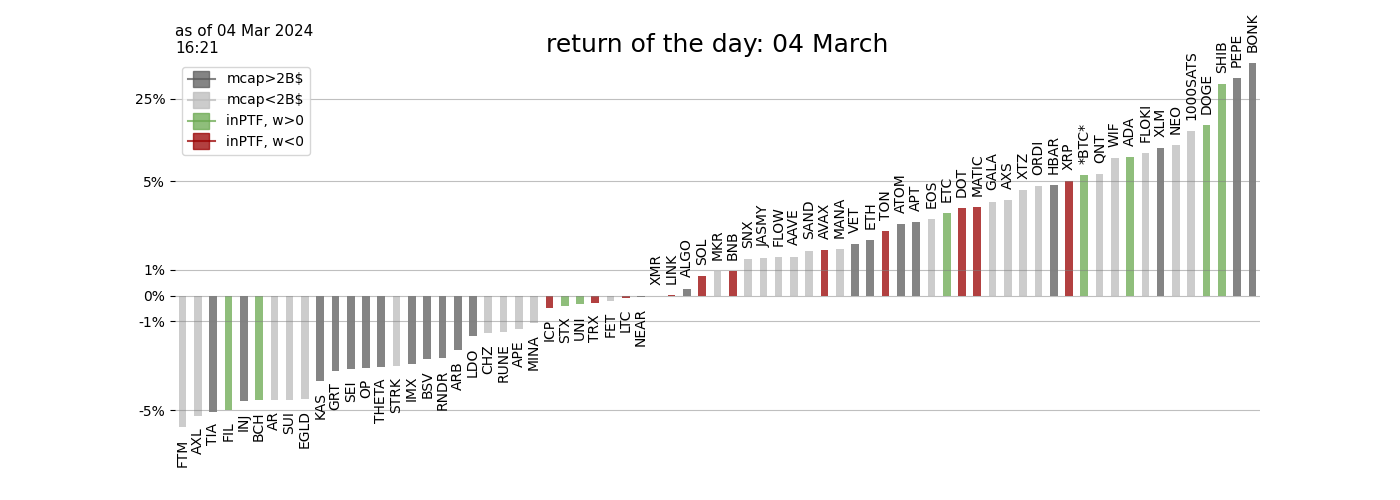 as of 04 Mar 2024
16:21
return of the day: 04 March
mcap>2B$
mcap<2B$
inPTF, w>0
inPTF, w<0
25%
5%
1%
0%
-1%
-5%
FTM
AXL
TIA
FIL
INJ
BCH
AR
SUI
EGLD
KAS
GRT
SEI
OP
THETA
STRK
IMX
BSV
RNDR
ARB
LDO
CHZ
RUNE
APE
MINA
ICP
STX
UNI
TRX
FET
LTC
NEAR
XMR
LINK
ALGO
SOL
MKR
BNB
SNX
JASMY
FLOW
AAVE
SAND
AVAX
MANA
VET
ETH
TON
ATOM
APT
EOS
ETC
DOT
MATIC
GALA
AXS
XTZ
ORDI
HBAR
XRP
*BTC*
QNT
WIF
ADA
FLOKI
XLM
NEO
1000SATS
DOGE
SHIB
PEPE
BONK